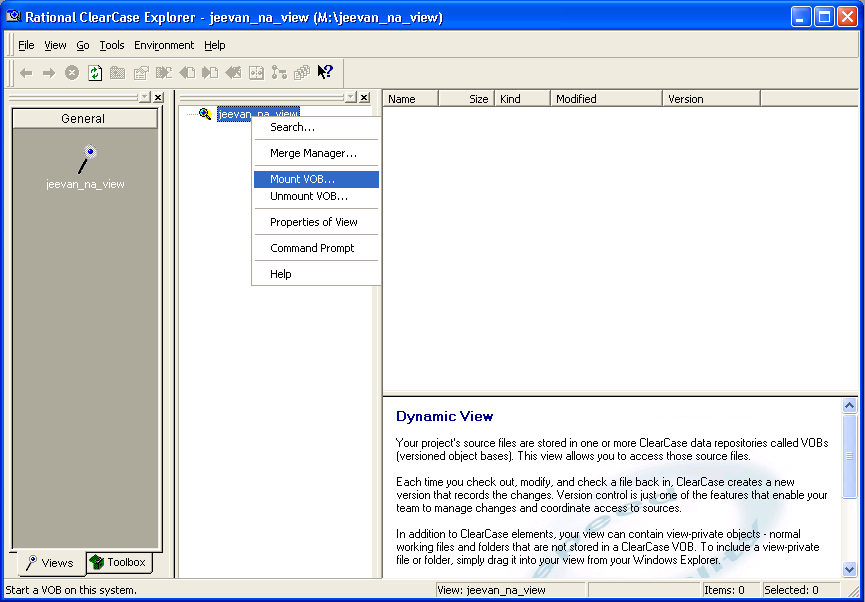 Rational ClearCase Explorer - jeevan_na_view (M:\jeevan_na_view)
File View Go Tools Environment Help
General
jeevan_na_view
Views
Toolbox
jeevan_na_view
Search...
Merge Manager...
Mount VOB...
Unmount VOB...
Properties of View
Command Prompt
Help
Name Size Kind Modified Version
Dynamic View
Your project's source files are stored in one or more ClearCase data repositories called VOBs
(versioned object bases). This view allows you to access those source files.
Each time you check out, modify, and check a file back in, ClearCase creates a new
version that records the changes. Version control is just one of the features that enable your
team to manage changes and coordinate access to sources.
In addition to ClearCase elements, your view can contain view-private objects - normal
working files and folders that are not stored in a ClearCase VOB. To include a view-private
file or folder, simply drag it into your view from your Windows Explorer.
Start a VOB on this system. View: jeevan_na_view Items: 0 Selected: 0